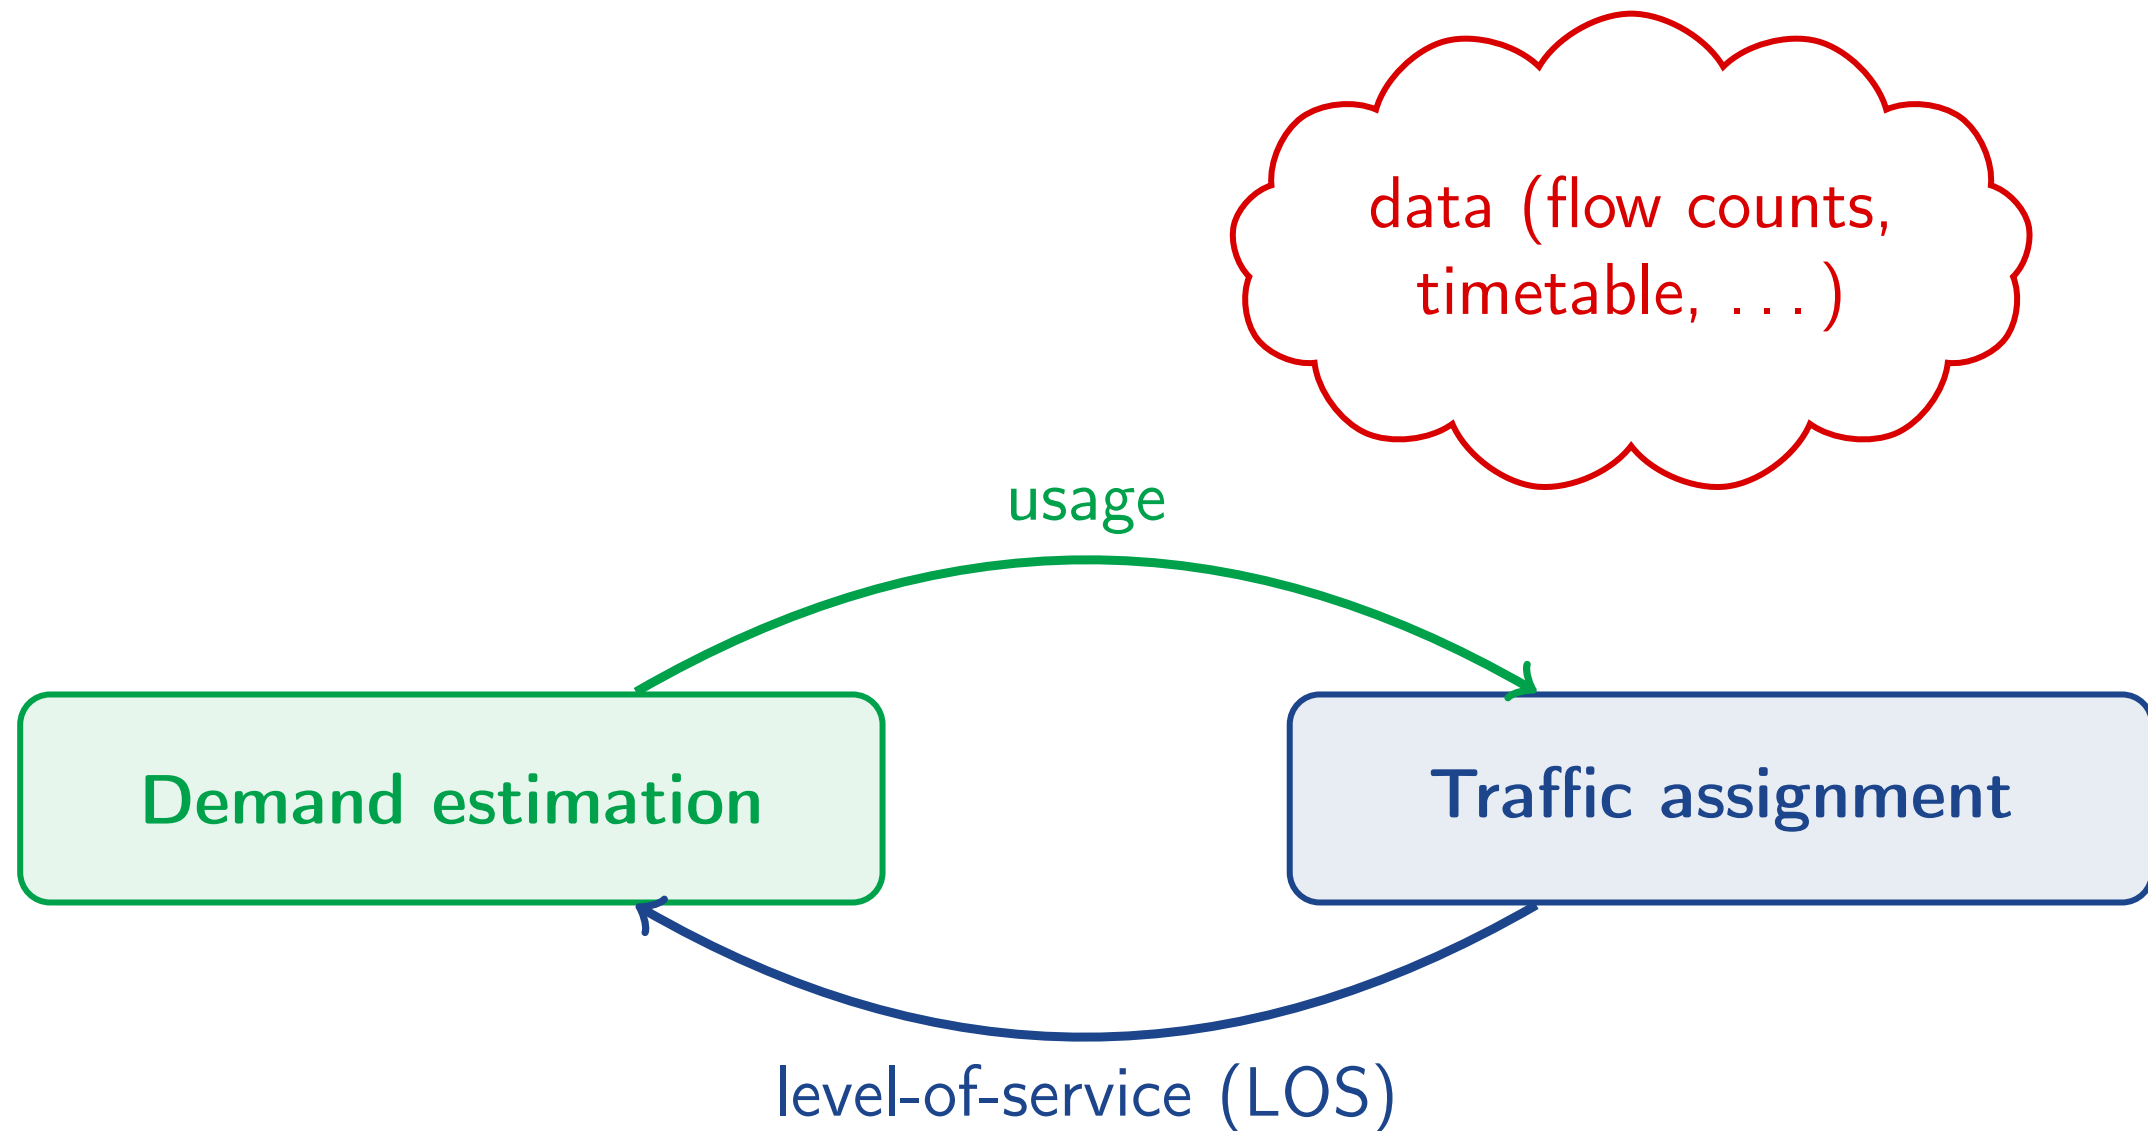 data (flow counts,
timetable, . . . )
usage
Demand estimation
Traffic assignment
level-of-service (LOS)